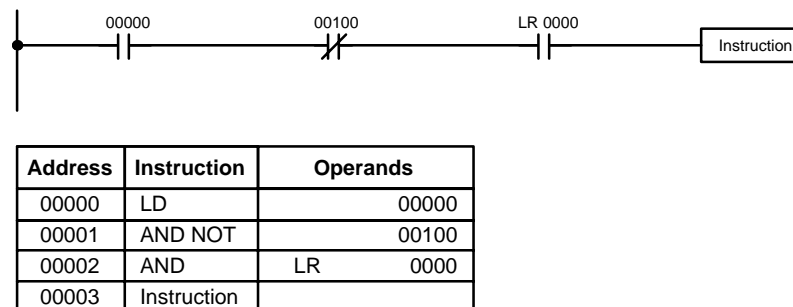 00000 00100 LR 0000
Instruction
Address Instruction Operands
00000 LD 00000
00001 AND NOT 00100
00002 AND LR 0000
00003 Instruction